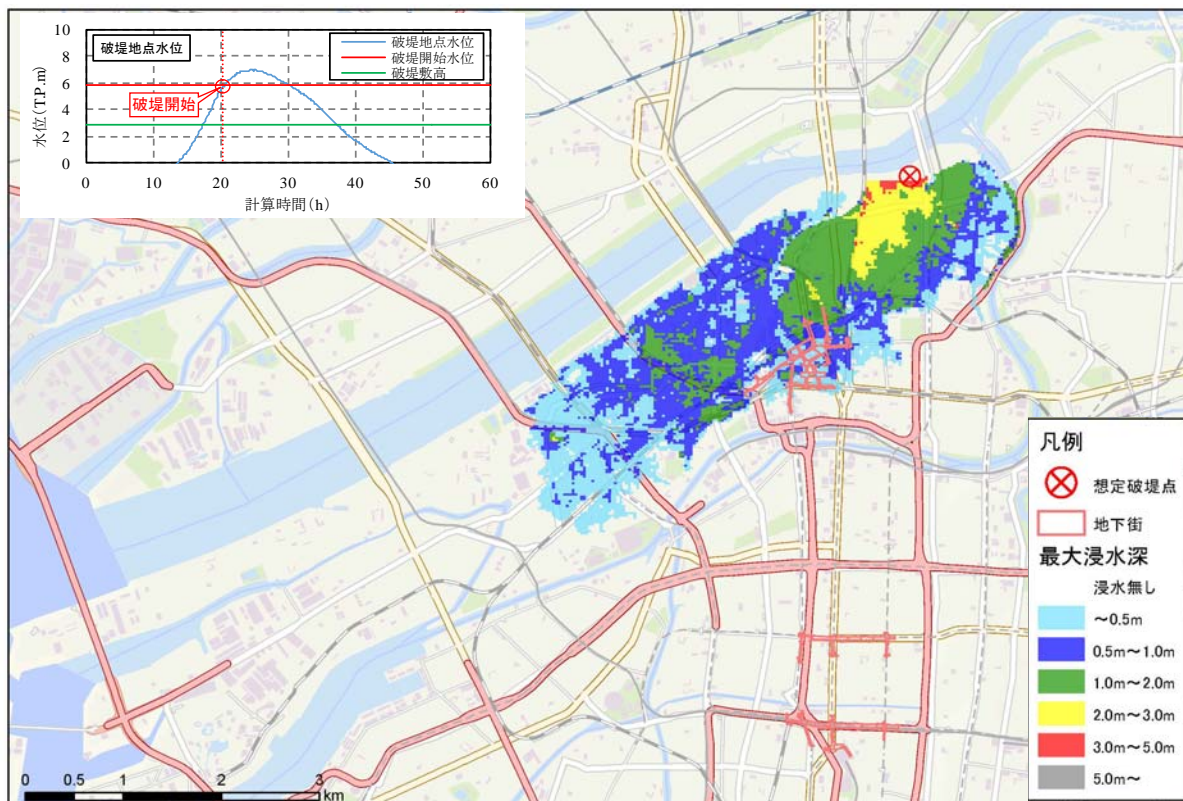 破堤地点水位
破堤地点水位
破堤開始水位
破堤敷高
破堤開始
水位(T.P.m)
10
8
6
4
2
0
0 10 20 30 40 50 60
計算時間(h)
凡例
想定破堤点
地下街
最大浸水深
浸水無し
～0.5m
0.5m～1.0m
1.0m～2.0m
2.0m～3.0m
3.0m～5.0m
5.0m～
0 0.5 1 2 3
km